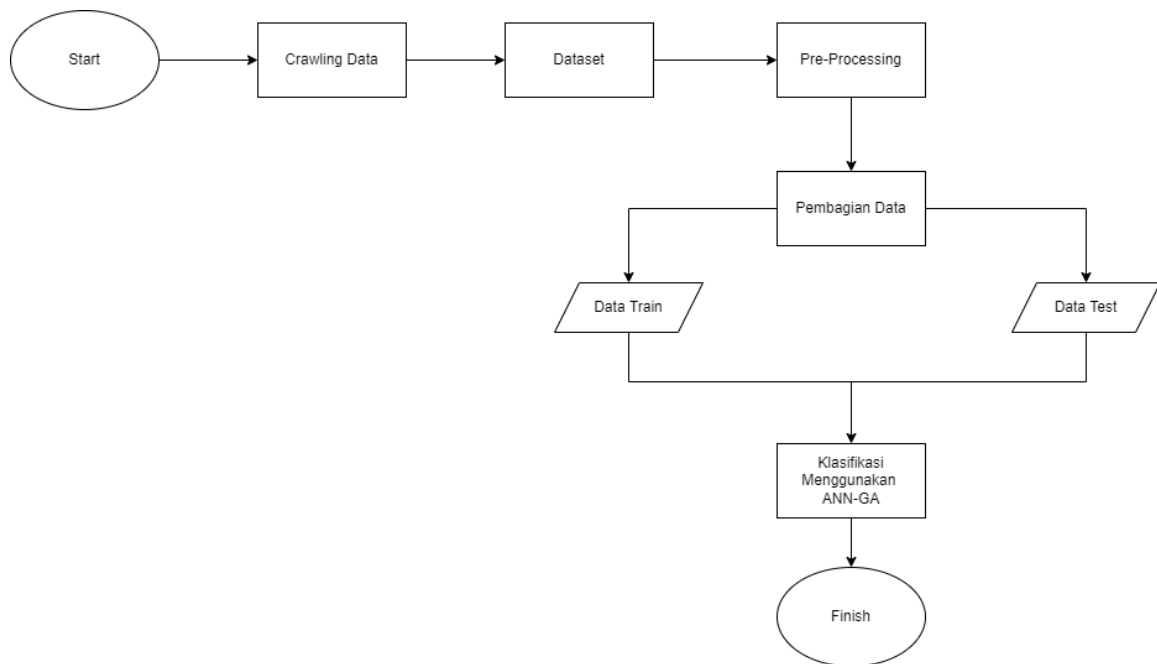 Start
Crawling Data
Dataset
Pre-Processing
Pembagian Data
Data Train
Data Test
Klasifikasi
Menggunakan
ANN-GA
Finish